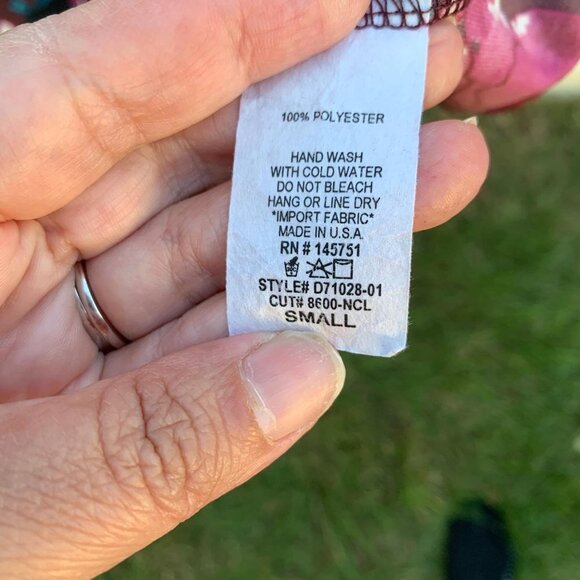 100% POLYESTER
HAND WASH
WITH COLD WATER
DO NOT BLEACH
HANG OR LINE DRY
*IMPORT FABRIC*
MADE IN U.S.A.
RN # 145751
STYLE# D71028-01
CUT# 8600-NCL
SMALL